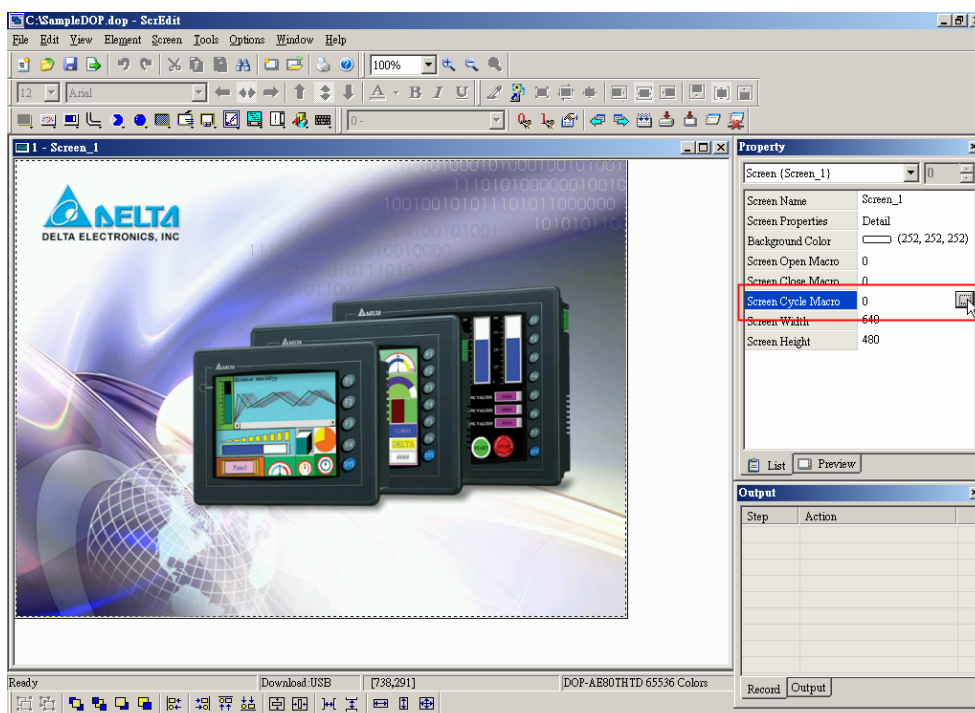 C:\SampleDOP.dop - ScrEdit
File Edit View Element Screen Tools Options Window Help
100%
12 Arial A - B I U
0 -
1 - Screen_1
DELTA
DELTA ELECTRONICS, INC
Property
Screen {Screen_1} 0
Screen Name Screen_1
Screen Properties Detail
Background Color (252, 252, 252)
Screen Open Macro 0
Screen Close Macro 0
Screen Cycle Macro 0 ...
Screen Width 640
Screen Height 480
List Preview
Output
Step Action
Record Output
Ready Download:USB [738,291] DOP-AE80THTD 65536 Colors